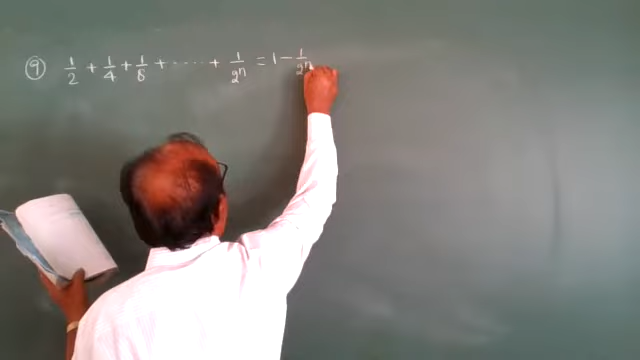 ⑨ 1/2 + 1/4 + 1/8 + ······ + 1/2ⁿ = 1 − 1/2ⁿ